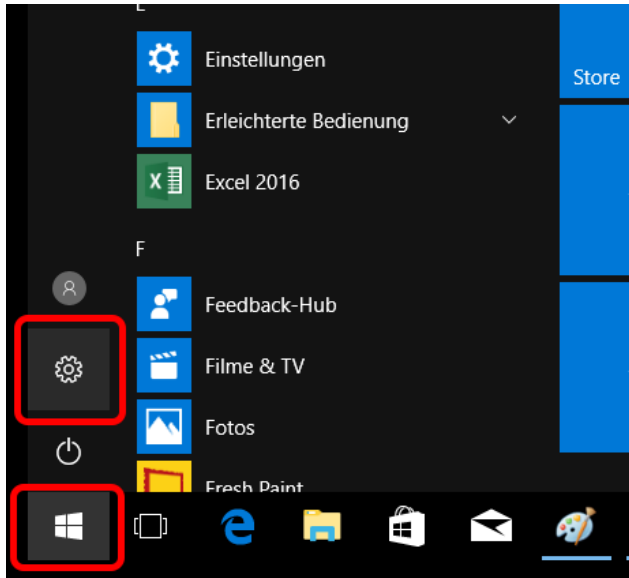 E
Einstellungen
Store
Erleichterte Bedienung
Excel 2016
F
Feedback-Hub
Filme & TV
Fotos
Fresh Paint